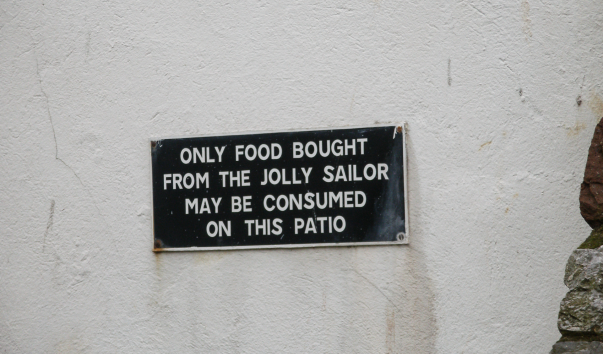 ONLY FOOD BOUGHT
FROM THE JOLLY SAILOR
MAY BE CONSUMED
ON THIS PATIO